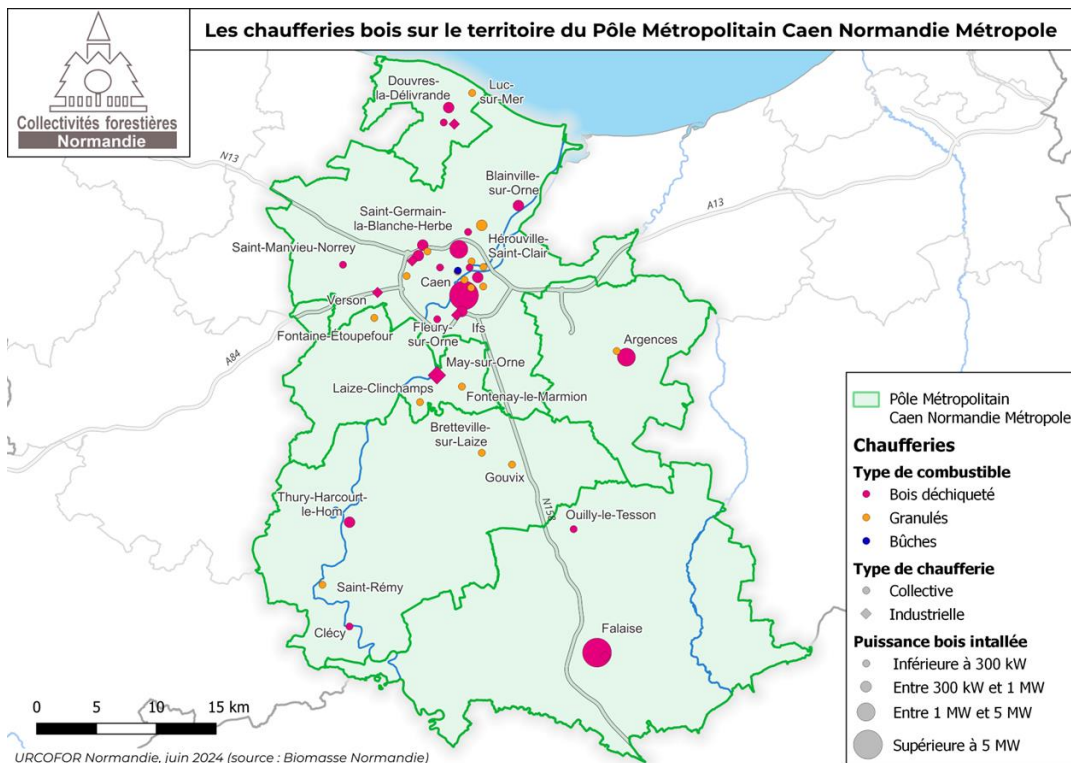 Les chaufferies bois sur le territoire du Pôle Métropolitain Caen Normandie Métropole
Collectivités forestières
Normandie
Douvres-
la-Délivrande
Luc-
sur-Mer
N13
Blainville-
sur-Orne
A13
Saint-Germain-
la-Blanche-Herbe
Hérouville-
Saint-Clair
Saint-Manvieu-Norrey
Caen
Verson
Fontaine-Étoupefour
Fleury-
sur-Orne
Ifs
A84
Argences
May-sur-Orne
Laize-Clinchamps
Fontenay-le-Marmion
Bretteville-
sur-Laize
Gouvix
Thury-Harcourt-
le-Hom
N158
Ouilly-le-Tesson
Saint-Rémy
Clécy
Falaise
Pôle Métropolitain
Caen Normandie Métropole
Chaufferies
Type de combustible
Bois déchiqueté
Granulés
Bûches
Type de chaufferie
Collective
Industrielle
Puissance bois intallée
Inférieure à 300 kW
Entre 300 kW et 1 MW
Entre 1 MW et 5 MW
Supérieure à 5 MW
0 5 10 15 km
URCOFOR Normandie, juin 2024 (source : Biomasse Normandie)